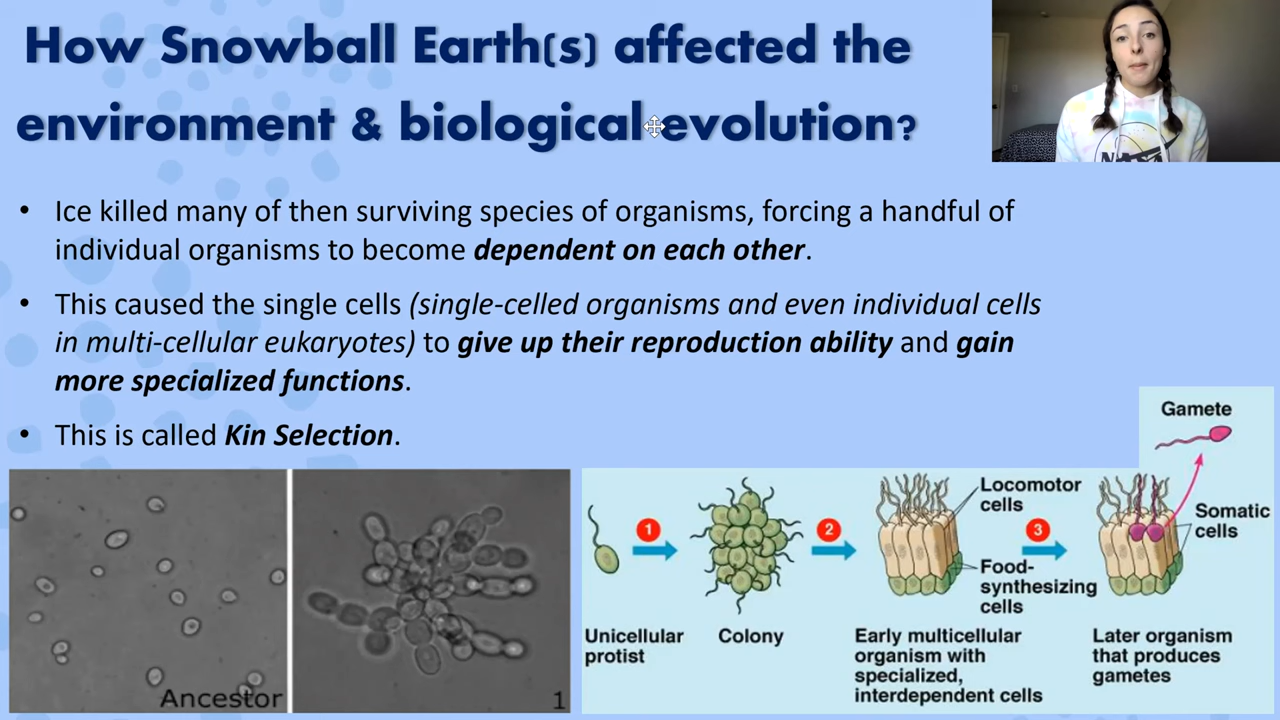 How Snowball Earth(s) affected the
environment & biological evolution?
NASA
• Ice killed many of then surviving species of organisms, forcing a handful of
individual organisms to become dependent on each other.
• This caused the single cells (single-celled organisms and even individual cells
in multi-cellular eukaryotes) to give up their reproduction ability and gain
more specialized functions.
• This is called Kin Selection.
Ancestor
1
1
2
3
Gamete
Locomotor
cells
Somatic
cells
Food-
synthesizing
cells
Unicellular
protist
Colony
Early multicellular
organism with
specialized,
interdependent cells
Later organism
that produces
gametes